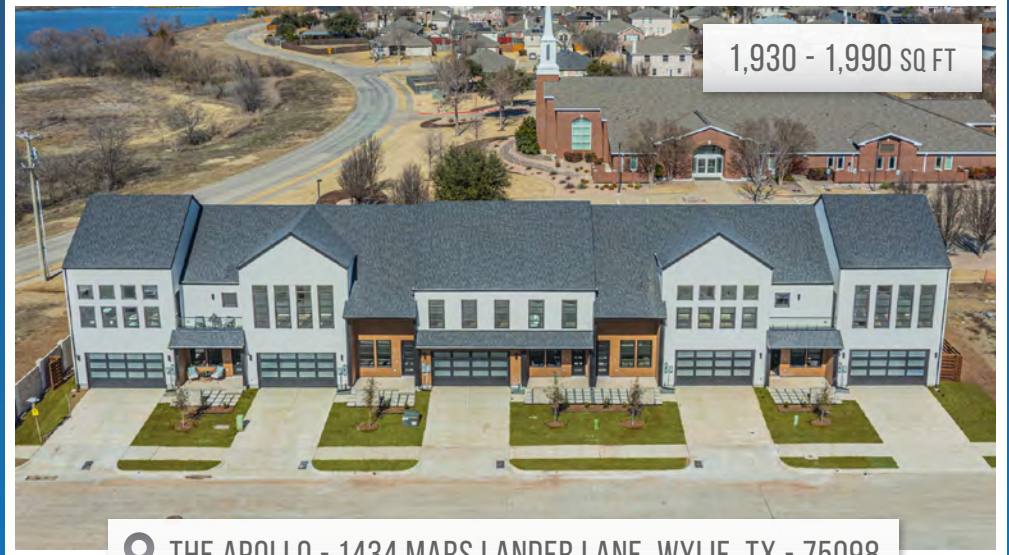 1,930 - 1,990 SQ FT
THE APOLLO - 1434 MARS LANDER LANE, WYLIE, TX - 75098